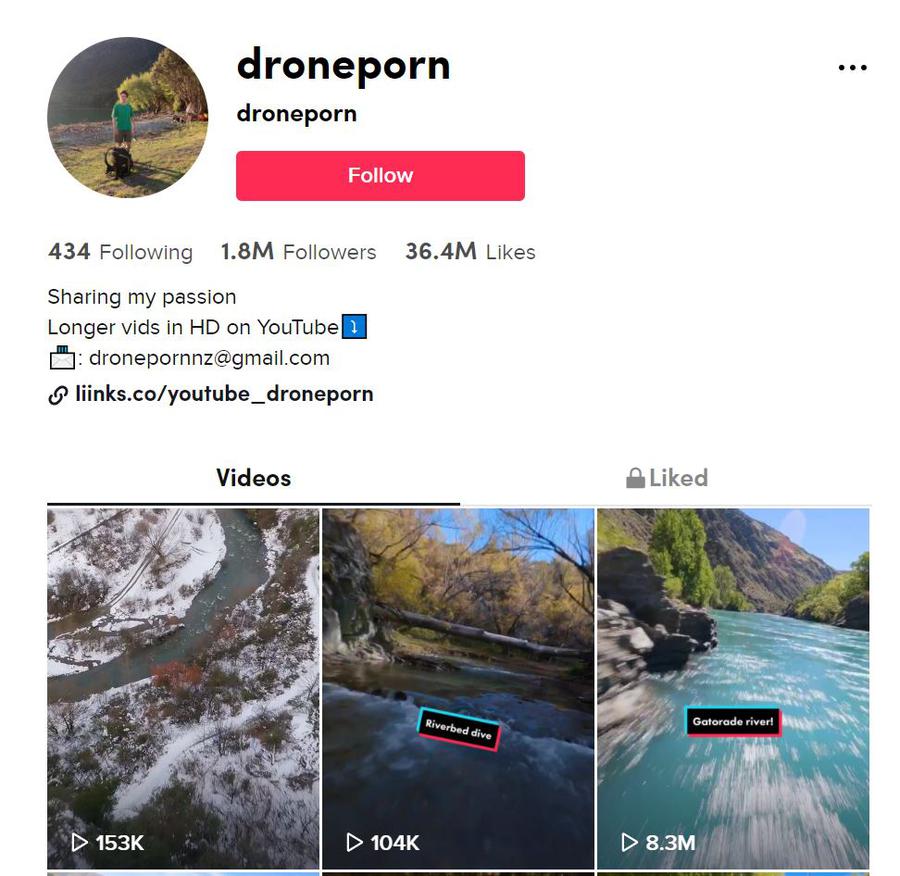 droneporn
droneporn
Follow
434 Following 1.8M Followers 36.4M Likes
Sharing my passion
Longer vids in HD on YouTube⤵️
📩: dronepornnz@gmail.com
liinks.co/youtube_droneporn
Videos Liked
Riverbed dive
Gatorade river!
153K 104K 8.3M